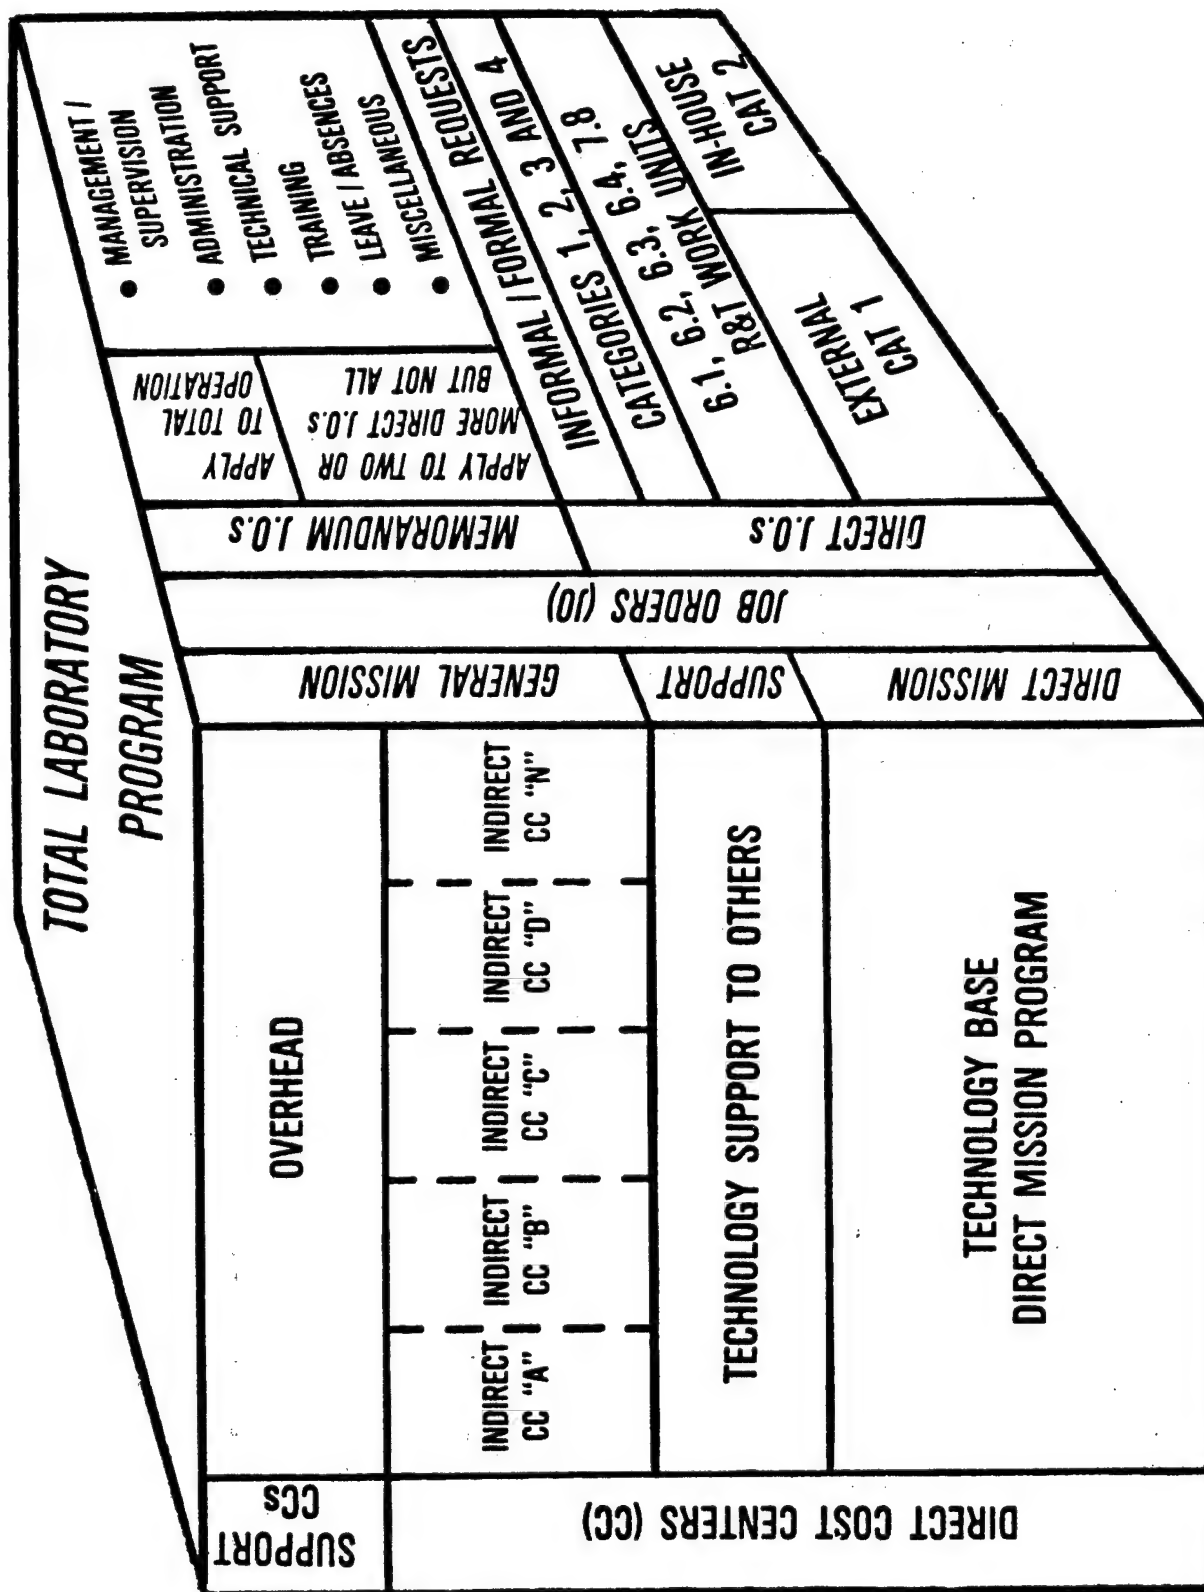 TOTAL LABORATORY
PROGRAM
SUPPORT
CCs
DIRECT COST CENTERS (CC)
OVERHEAD
INDIRECT
CC "A"
INDIRECT
CC "B"
INDIRECT
CC "C"
INDIRECT
CC "D"
INDIRECT
CC "N"
TECHNOLOGY SUPPORT TO OTHERS
TECHNOLOGY BASE
DIRECT MISSION PROGRAM
GENERAL MISSION
SUPPORT
DIRECT MISSION
JOB ORDERS (JO)
MEMORANDUM J.O.s
DIRECT J.O.s
APPLY
TO TOTAL
OPERATION
APPLY TO TWO OR
MORE DIRECT J.O.s
BUT NOT ALL
• MANAGEMENT /
SUPERVISION
• ADMINISTRATION
• TECHNICAL SUPPORT
• TRAINING
• LEAVE / ABSENCES
• MISCELLANEOUS
INFORMAL / FORMAL REQUESTS
CATEGORIES 1, 2, 3 AND 4
6.1, 6.2, 6.3, 6.4, 7.8
R&T WORK UNITS
EXTERNAL
CAT 1
IN-HOUSE
CAT 2